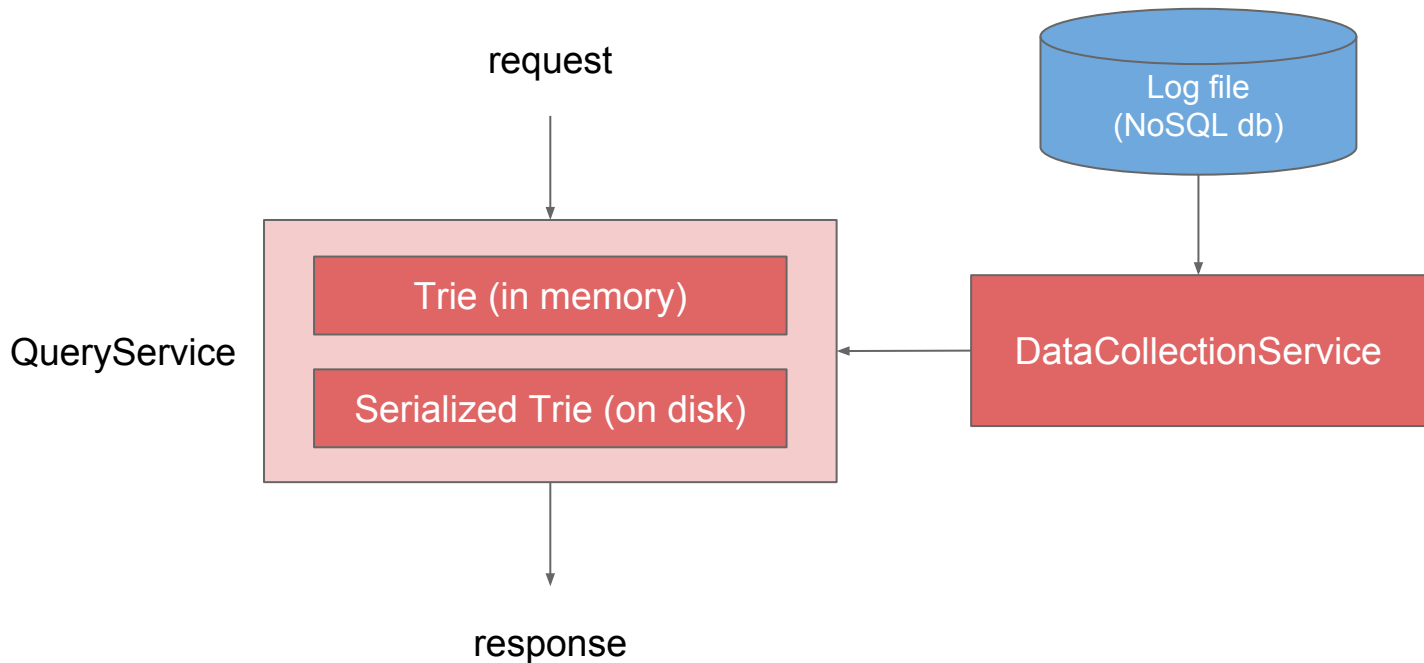 request
Log file
(NoSQL db)
Trie (in memory)
QueryService
DataCollectionService
Serialized Trie (on disk)
response